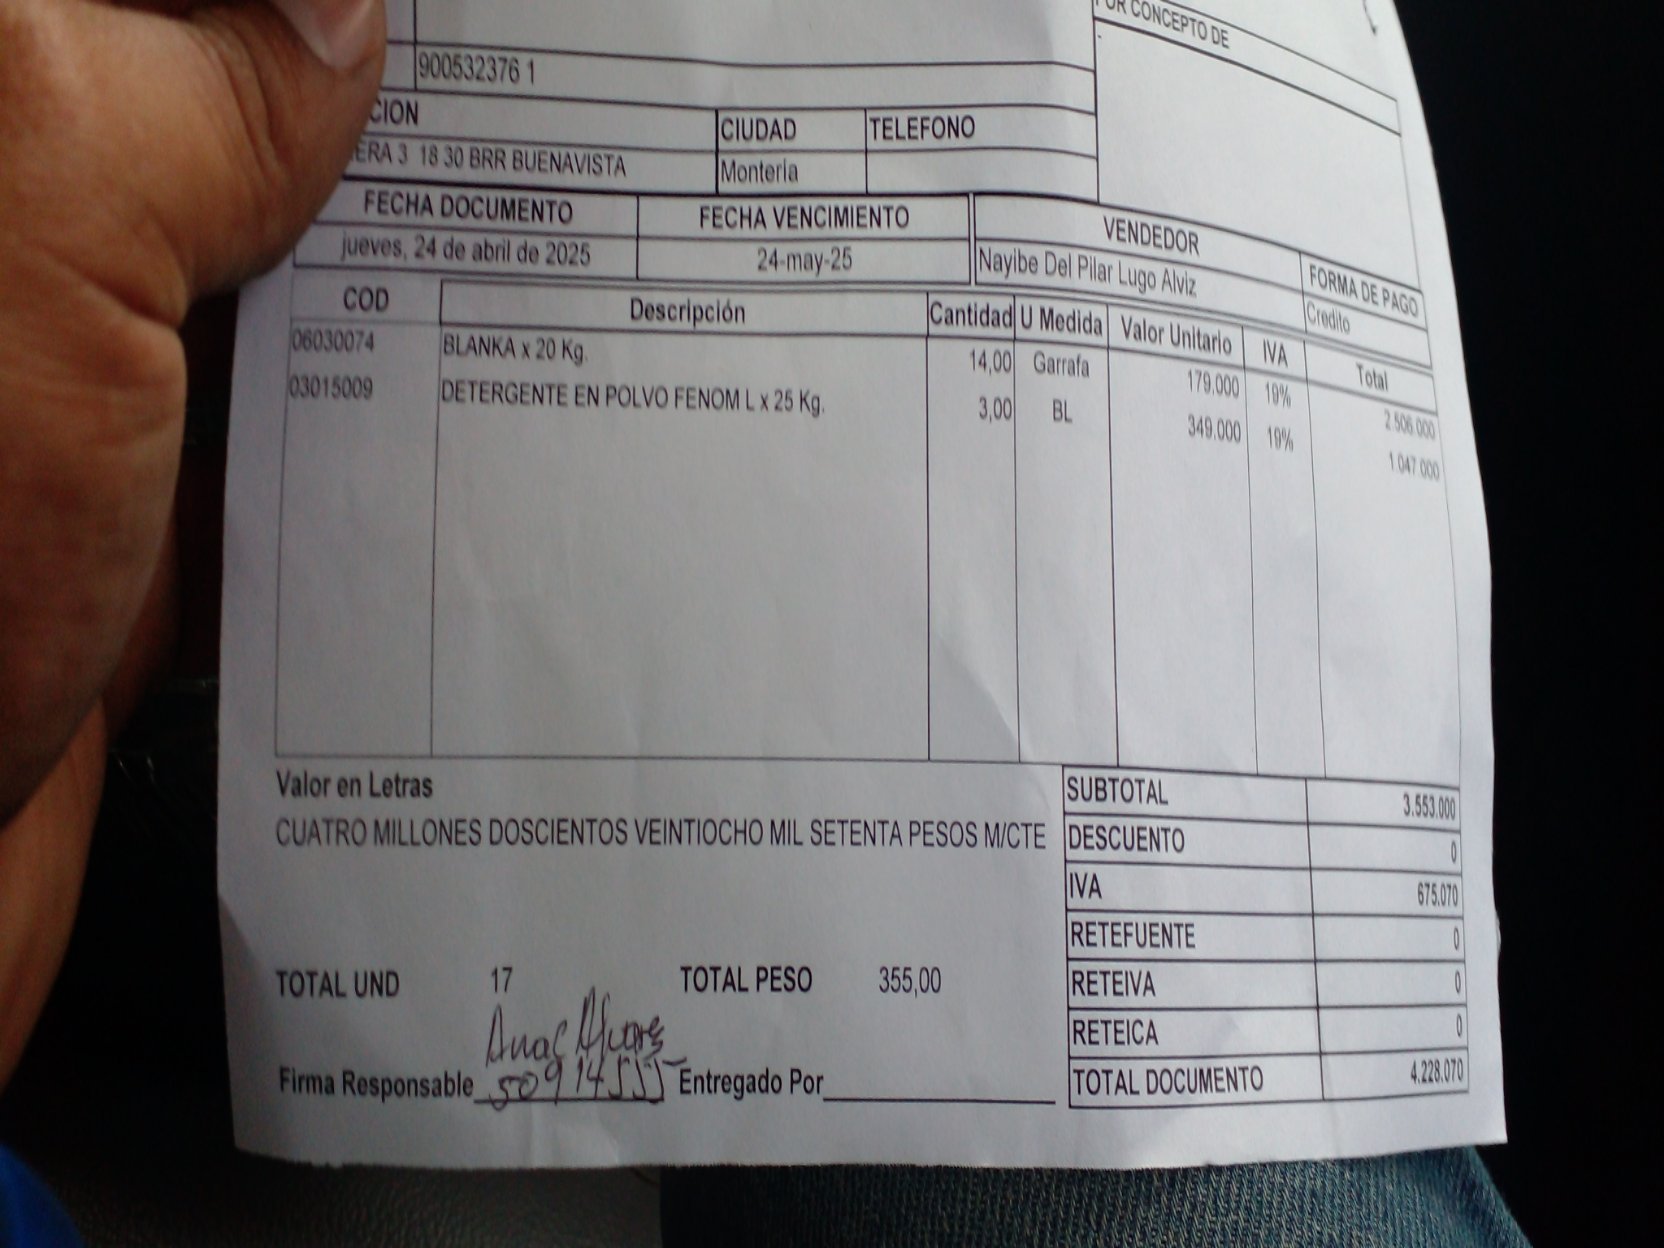 OR CONCEPTO DE
900532376 1
CION CIUDAD TELEFONO
ERA 3 18 30 BRR BUENAVISTA Monteria
FECHA DOCUMENTO FECHA VENCIMIENTO VENDEDOR FORMA DE PAGO
jueves, 24 de abril de 2025 24-may-25 Nayibe Del Pilar Lugo Alviz Credito
COD Descripción Cantidad U Medida Valor Unitario IVA Total
06030074 BLANKA x 20 Kg. 14,00 Garrafa 179.000 19% 2.506.000
03015009 DETERGENTE EN POLVO FENOM L x 25 Kg. 3,00 BL 349.000 19% 1.047.000
Valor en Letras
CUATRO MILLONES DOSCIENTOS VEINTIOCHO MIL SETENTA PESOS M/CTE
SUBTOTAL 3.553.000
DESCUENTO 0
IVA 675.070
RETEFUENTE 0
RETEIVA 0
RETEICA 0
TOTAL DOCUMENTO 4.228.070
TOTAL UND 17 TOTAL PESO 355,00
Firma Responsable 50914555 Entregado Por